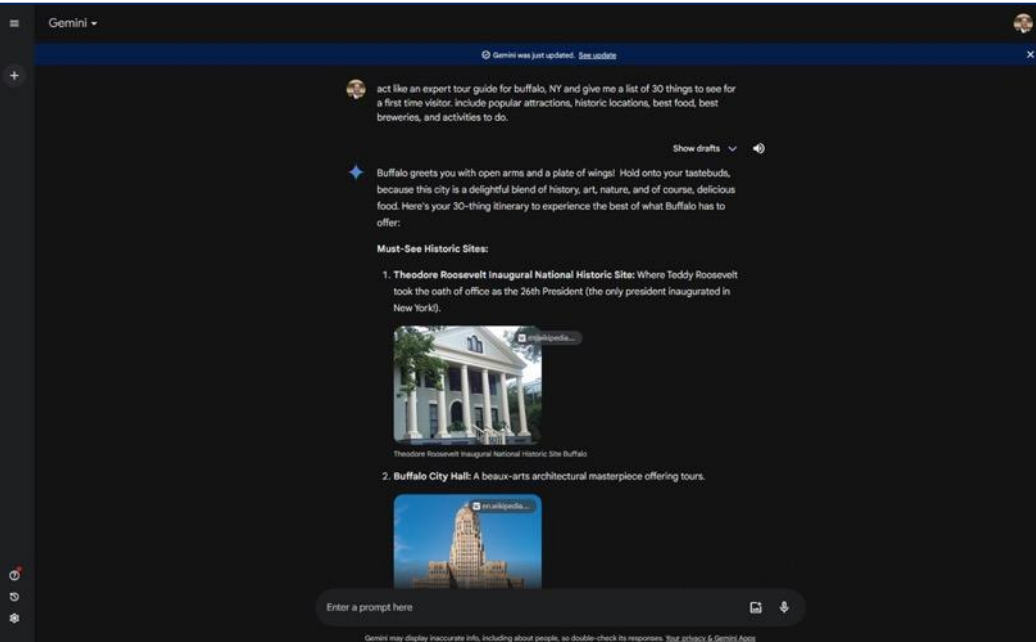 Gemini
Gemini was just updated. See update
act like an expert tour guide for buffalo, NY and give me a list of 30 things to see for
a first time visitor. include popular attractions, historic locations, best food, best
breweries, and activities to do.
Show drafts
Buffalo greets you with open arms and a plate of wings! Hold onto your tastebuds,
because this city is a delightful blend of history, art, nature, and of course, delicious
food. Here's your 30-thing itinerary to experience the best of what Buffalo has to
offer:
Must-See Historic Sites:
1. Theodore Roosevelt Inaugural National Historic Site: Where Teddy Roosevelt
took the oath of office as the 26th President (the only president inaugurated in
New York!).
en.wikipedia...
Theodore Roosevelt Inaugural National Historic Site Buffalo
2. Buffalo City Hall: A beaux-arts architectural masterpiece offering tours.
en.wikipedia...
Enter a prompt here
Gemini may display inaccurate info, including about people, so double-check its responses. Your privacy & Gemini Apps